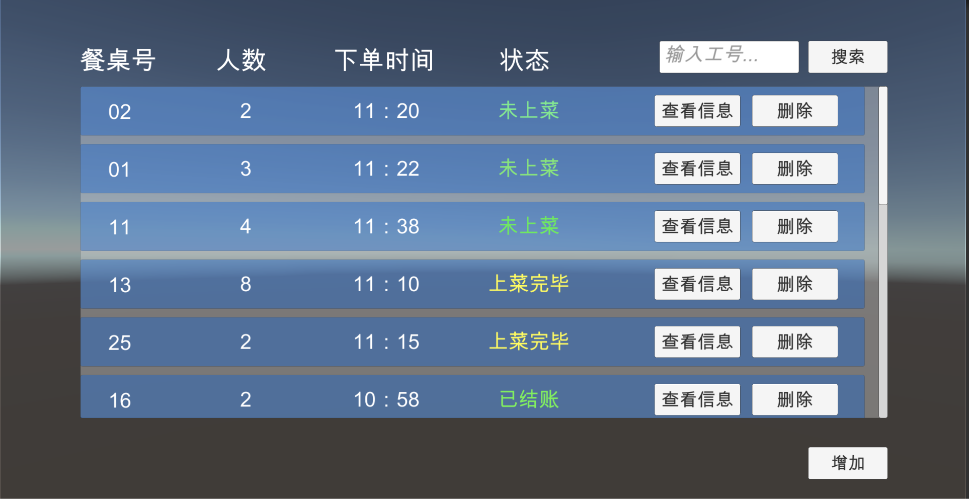 餐桌号 人数 下单时间 状态 输入工号... 搜索
02 2 11：20 未上菜 查看信息 删除
01 3 11：22 未上菜 查看信息 删除
11 4 11：38 未上菜 查看信息 删除
13 8 11：10 上菜完毕 查看信息 删除
25 2 11：15 上菜完毕 查看信息 删除
16 2 10：58 已结账 查看信息 删除
增加